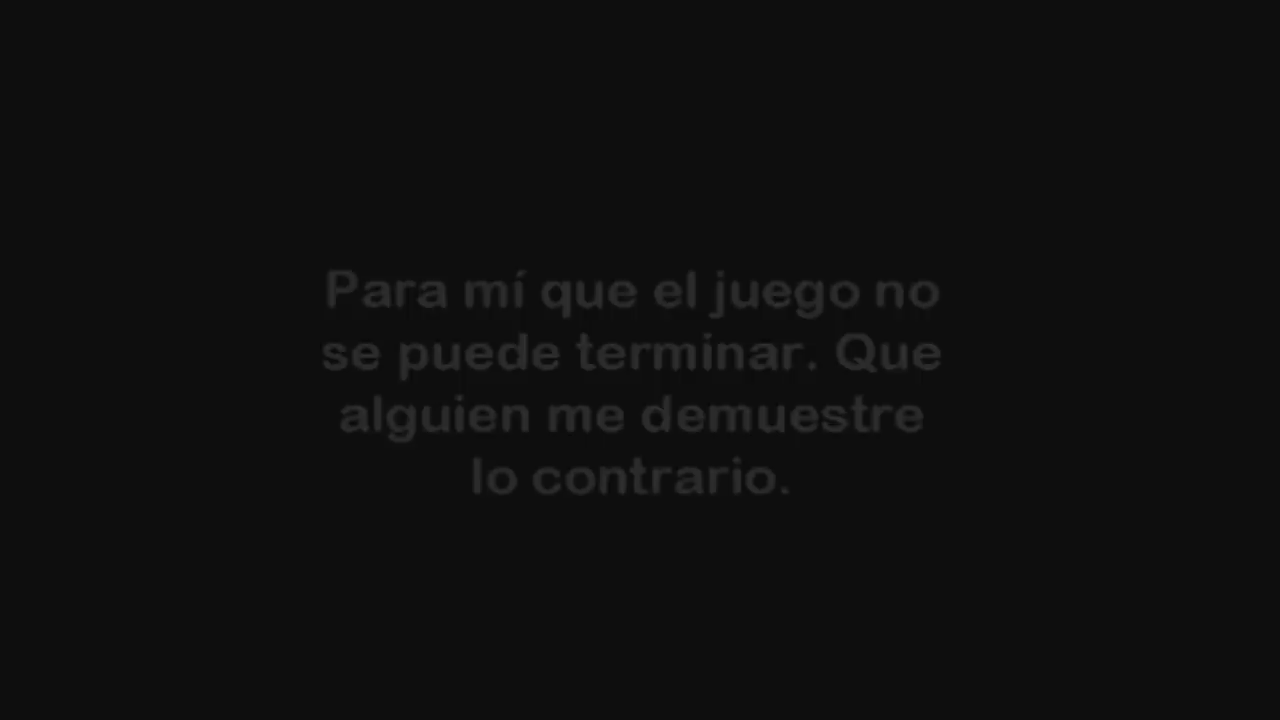 Para mí que el juego no
se puede terminar. Que
alguien me demuestre
lo contrario.